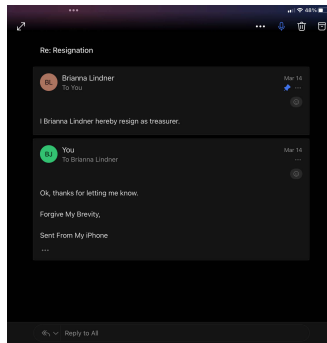 48%
Re: Resignation
BL
Brianna Lindner
Mar 14
To You
I Brianna Lindner hereby resign as treasurer.
BJ
You
Mar 14
To Brianna Lindner
Ok, thanks for letting me know.
Forgive My Brevity,
Sent From My iPhone
Reply to All